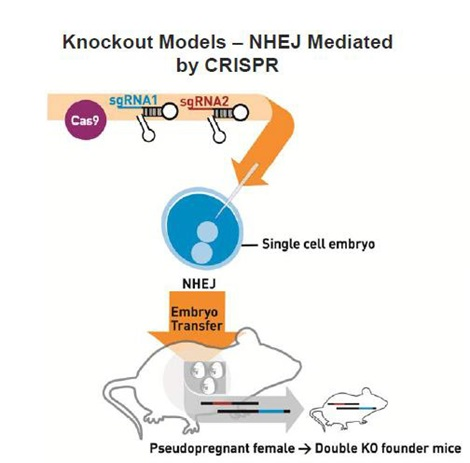 Knockout Models – NHEJ Mediated
by CRISPR
sgRNA1
sgRNA2
Cas9
Single cell embryo
NHEJ
Embryo
Transfer
Pseudopregnant female → Double KO founder mice